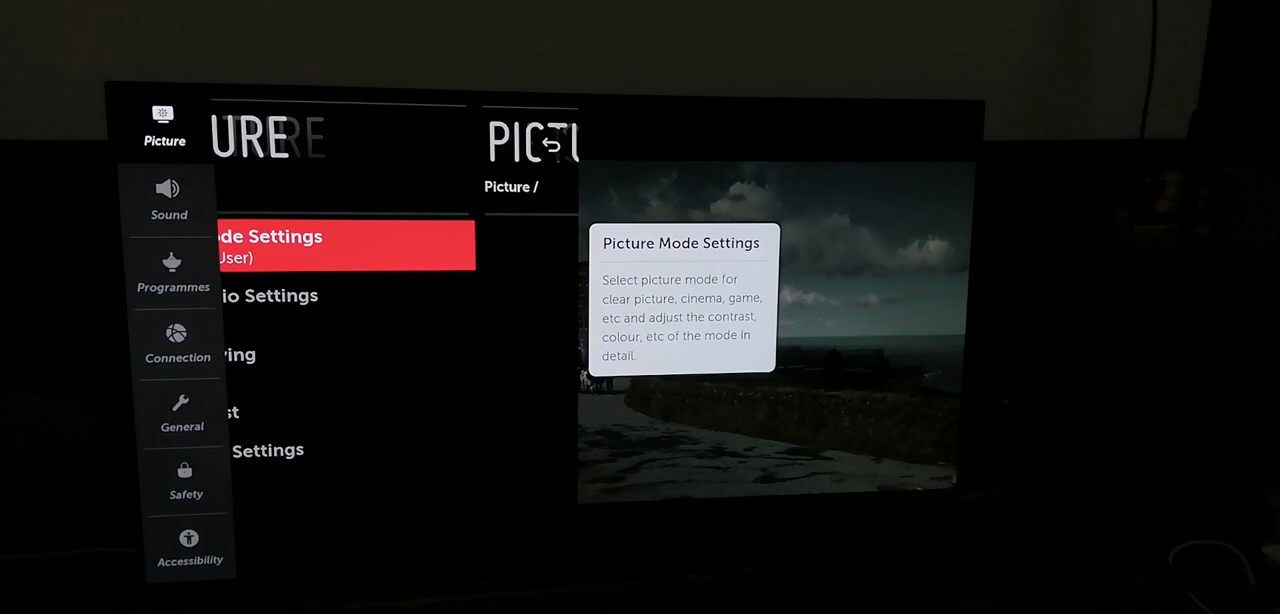 Picture
Sound
Programmes
Connection
General
Safety
Accessibility
URE
ode Settings
User)
io Settings
ving
st
Settings
PICTU
Picture /
Picture Mode Settings
Select picture mode for
clear picture, cinema, game,
etc and adjust the contrast,
colour, etc of the mode in
detail.